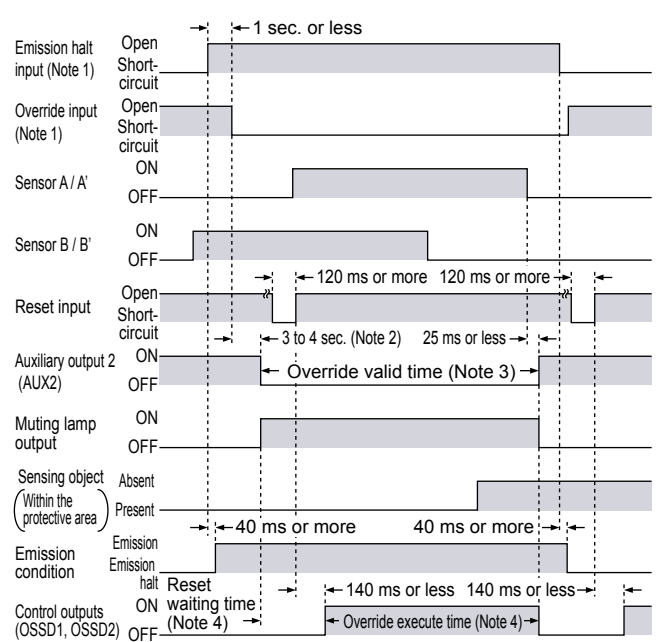 1 sec. or less
Emission halt
input (Note 1)
Open
Short-
circuit
Override input
(Note 1)
Open
Short-
circuit
Sensor A / A'
ON
OFF
Sensor B / B'
ON
OFF
120 ms or more
120 ms or more
Reset input
Open
Short-
circuit
3 to 4 sec. (Note 2)
25 ms or less
Auxiliary output 2
(AUX2)
ON
OFF
Override valid time (Note 3)
Muting lamp
output
ON
OFF
Sensing object
(Within the
protective area)
Absent
Present
40 ms or more
40 ms or more
Emission
condition
Emission
Emission
halt
Reset
waiting time
(Note 4)
140 ms or less
140 ms or less
Control outputs
(OSSD1, OSSD2)
ON
OFF
Override execute time (Note 4)